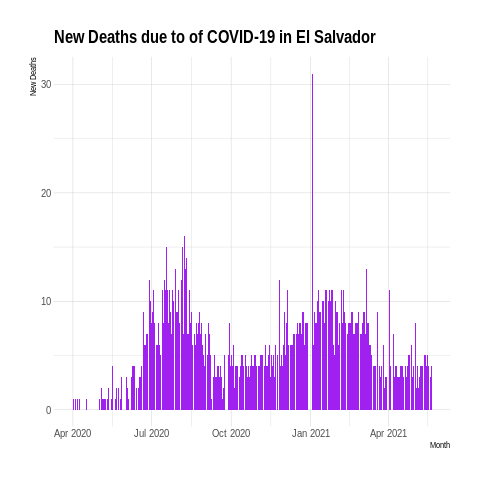 New Deaths due to of COVID-19 in El Salvador
New Deaths
30
20
10
0
Apr 2020 Jul 2020 Oct 2020 Jan 2021 Apr 2021
Month